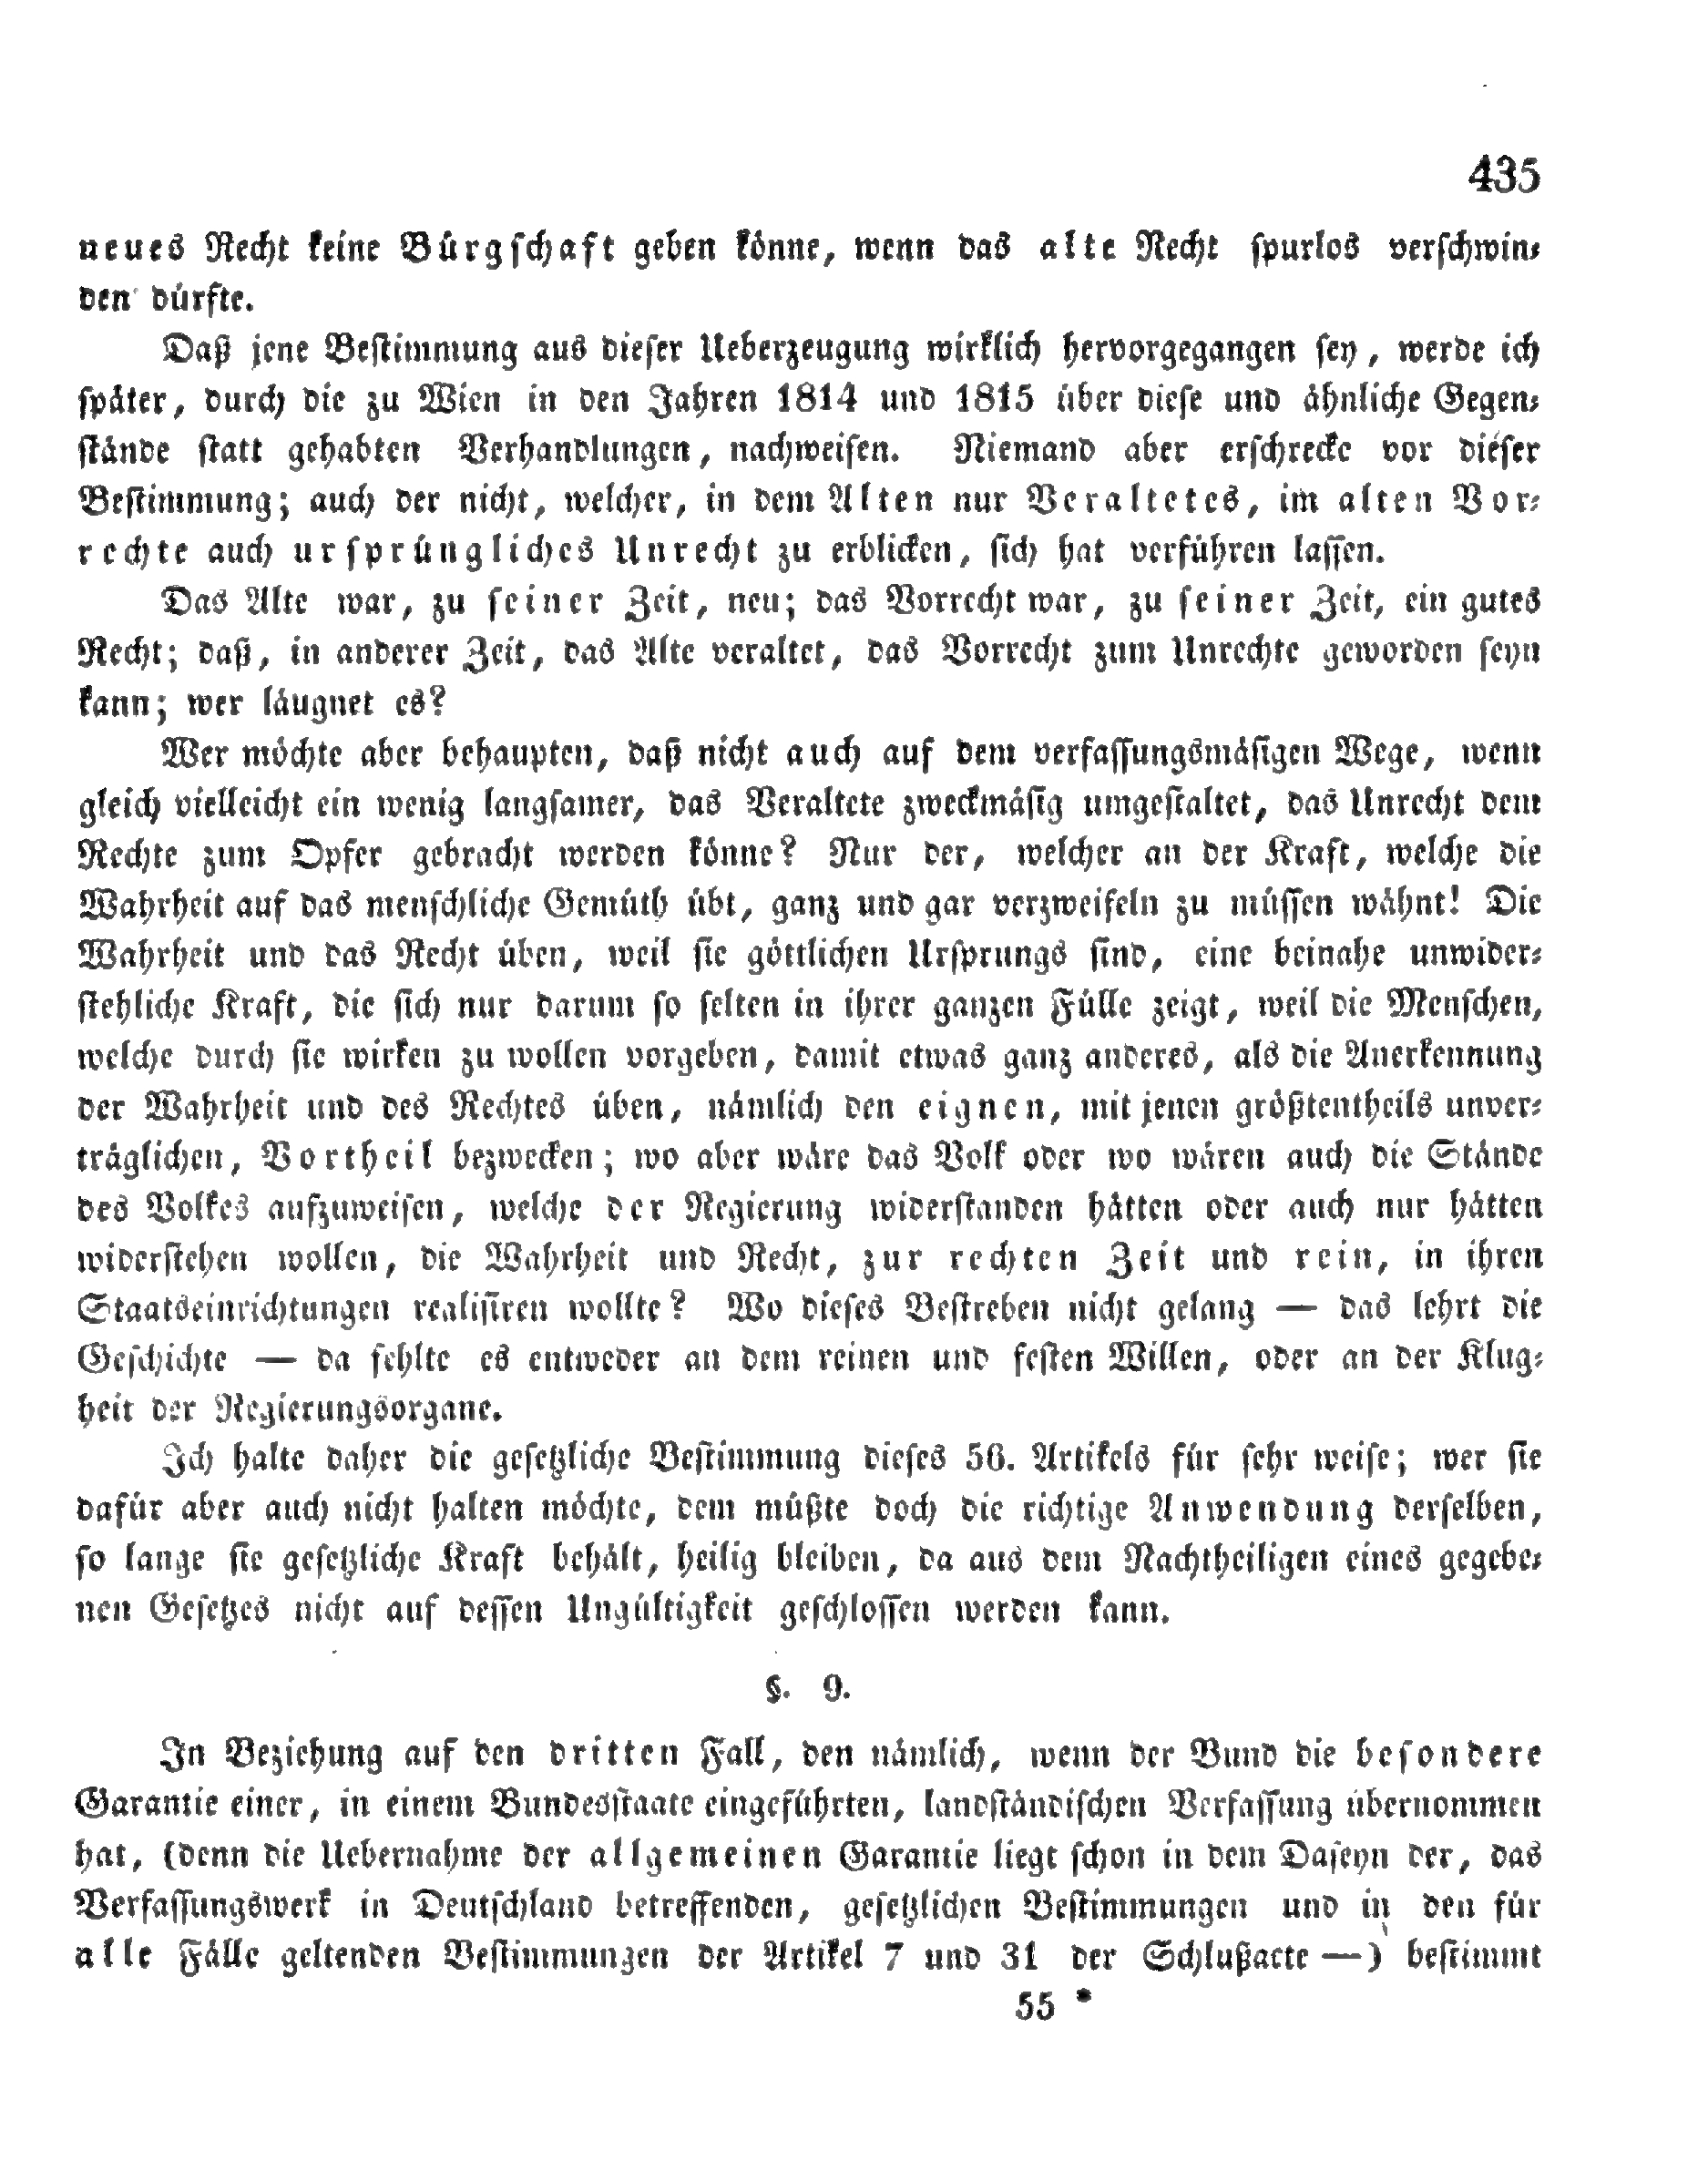 435
neues Recht keine Bürgschaft geben könne, wenn das alte Recht spurlos verschwin-
den dürfte.
Daß jene Bestimmung aus dieser Ueberzeugung wirklich hervorgegangen sey, werde ich
später, durch die zu Wien in den Jahren 1814 und 1815 über diese und ähnliche Gegen-
stände statt gehabten Verhandlungen, nachweisen. Niemand aber erschrecke vor dieser
Bestimmung; auch der nicht, welcher, in dem Alten nur Veraltetes, im alten Vor-
rechte auch ursprüngliches Unrecht zu erblicken, sich hat verführen lassen.
Das Alte war, zu seiner Zeit, neu; das Vorrecht war, zu seiner Zeit, ein gutes
Recht; daß, in anderer Zeit, das Alte veraltet, das Vorrecht zum Unrechte geworden seyn
kann; wer läugnet es?
Wer möchte aber behaupten, daß nicht auch auf dem verfassungsmäsigen Wege, wenn
gleich vielleicht ein wenig langsamer, das Veraltete zweckmäsig umgestaltet, das Unrecht dem
Rechte zum Opfer gebracht werden könne? Nur der, welcher an der Kraft, welche die
Wahrheit auf das menschliche Gemüth übt, ganz und gar verzweifeln zu müssen wähnt! Die
Wahrheit und das Recht üben, weil sie göttlichen Ursprungs sind, eine beinahe unwider-
stehliche Kraft, die sich nur darum so selten in ihrer ganzen Fülle zeigt, weil die Menschen,
welche durch sie wirken zu wollen vorgeben, damit etwas ganz anderes, als die Anerkennung
der Wahrheit und des Rechtes üben, nämlich den eignen, mit jenen größtentheils unver-
träglichen, Vortheil bezwecken; wo aber wäre das Volk oder wo wären auch die Stände
des Volkes aufzuweisen, welche der Regierung widerstanden hätten oder auch nur hätten
widerstehen wollen, die Wahrheit und Recht, zur rechten Zeit und rein, in ihren
Staatseinrichtungen realisiren wollte? Wo dieses Bestreben nicht gelang — das lehrt die
Geschichte — da fehlte es entweder an dem reinen und festen Willen, oder an der Klug-
heit der Regierungsorgane.
Ich halte daher die gesetzliche Bestimmung dieses 56. Artikels für sehr weise; wer sie
dafür aber auch nicht halten möchte, dem müßte doch die richtige Anwendung derselben,
so lange sie gesetzliche Kraft behält, heilig bleiben, da aus dem Nachtheiligen eines gegebe-
nen Gesetzes nicht auf dessen Ungültigkeit geschlossen werden kann.
§. 9.
In Beziehung auf den dritten Fall, den nämlich, wenn der Bund die besondere
Garantie einer, in einem Bundesstaate eingeführten, landständischen Verfassung übernommen
hat, (denn die Uebernahme der allgemeinen Garantie liegt schon in dem Daseyn der, das
Verfassungswerk in Deutschland betreffenden, gesetzlichen Bestimmungen und in den für
alle Fälle geltenden Bestimmungen der Artikel 7 und 31 der Schlußacte —) bestimmt
55 *